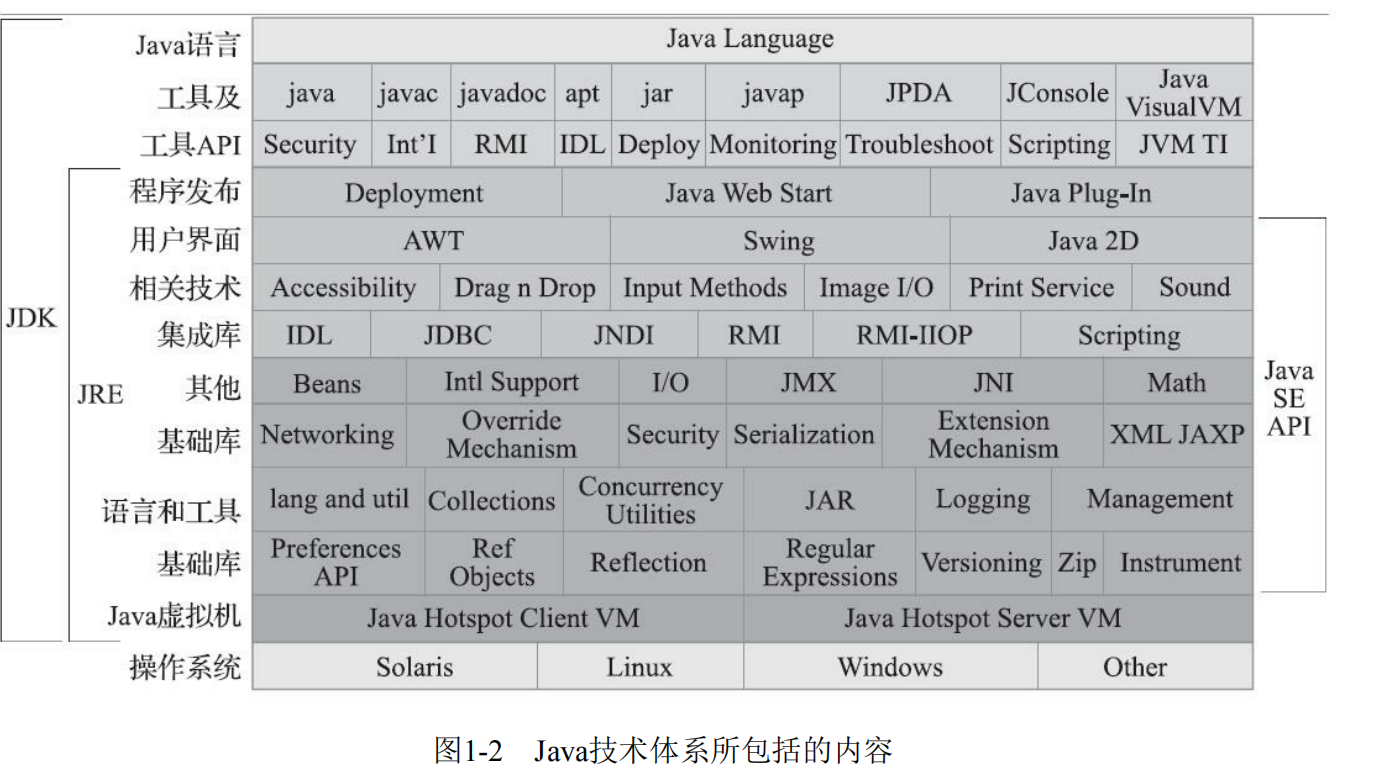 Java语言 Java Language
工具及 java javac javadoc apt jar javap JPDA JConsole Java VisualVM
工具API Security Int'I RMI IDL Deploy Monitoring Troubleshoot Scripting JVM TI
程序发布 Deployment Java Web Start Java Plug-In
用户界面 AWT Swing Java 2D
相关技术 Accessibility Drag n Drop Input Methods Image I/O Print Service Sound
JDK
集成库 IDL JDBC JNDI RMI RMI-IIOP Scripting
JRE
其他 Beans Intl Support I/O JMX JNI Math
Java
SE
API
基础库 Networking Override Mechanism Security Serialization Extension Mechanism XML JAXP
语言和工具 lang and util Collections Concurrency Utilities JAR Logging Management
基础库 Preferences API Ref Objects Reflection Regular Expressions Versioning Zip Instrument
Java虚拟机 Java Hotspot Client VM Java Hotspot Server VM
操作系统 Solaris Linux Windows Other
图1-2 Java技术体系所包括的内容